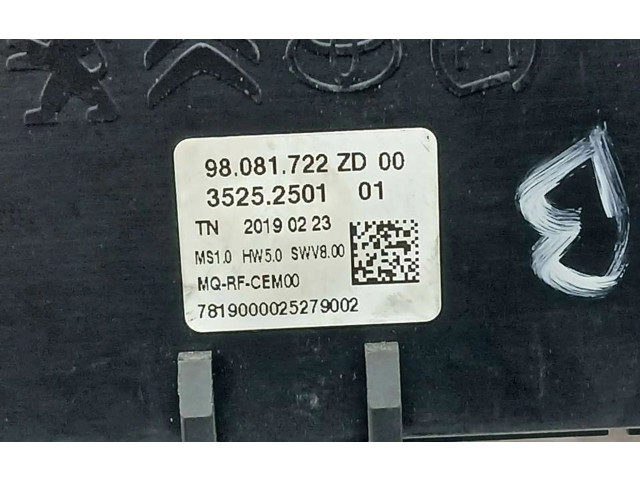 98.081.722 ZD 00
3525.2501 01
TN 2019 02 23
MS1.0 HW5.0 SWV8.00
MQ-RF-CEM00
7819000025279002
B